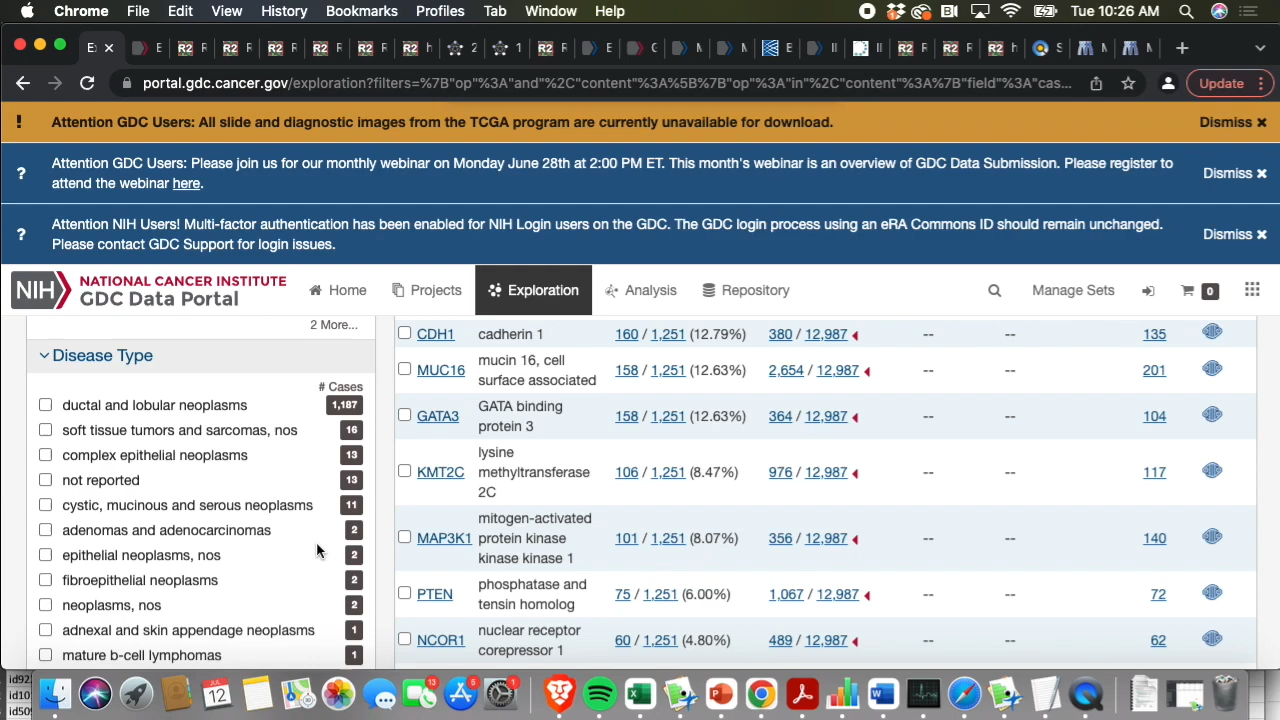 Chrome File Edit View History Bookmarks Profiles Tab Window Help Tue 10:26 AM
portal.gdc.cancer.gov/exploration?filters=%7B"op"%3A"and"%2C"content"%3A%5B%7B"op"%3A"in"%2C"content"%3A%7B"field"%3A"cas... Update
! Attention GDC Users: All slide and diagnostic images from the TCGA program are currently unavailable for download. Dismiss ×
? Attention GDC Users: Please join us for our monthly webinar on Monday June 28th at 2:00 PM ET. This month's webinar is an overview of GDC Data Submission. Please register to
attend the webinar here. Dismiss ×
? Attention NIH Users! Multi-factor authentication has been enabled for NIH Login users on the GDC. The GDC login process using an eRA Commons ID should remain unchanged.
Please contact GDC Support for login issues. Dismiss ×
NIH NATIONAL CANCER INSTITUTE
GDC Data Portal
Home Projects Exploration Analysis Repository Manage Sets 0
2 More...
Disease Type
# Cases
ductal and lobular neoplasms 1,187
soft tissue tumors and sarcomas, nos 16
complex epithelial neoplasms 13
not reported 13
cystic, mucinous and serous neoplasms 11
adenomas and adenocarcinomas 2
epithelial neoplasms, nos 2
fibroepithelial neoplasms 2
neoplasms, nos 2
adnexal and skin appendage neoplasms 1
mature b-cell lymphomas 1
CDH1 cadherin 1 160 / 1,251 (12.79%) 380 / 12,987 -- -- 135
MUC16 mucin 16, cell
surface associated 158 / 1,251 (12.63%) 2,654 / 12,987 -- -- 201
GATA3 GATA binding
protein 3 158 / 1,251 (12.63%) 364 / 12,987 -- -- 104
KMT2C lysine
methyltransferase
2C 106 / 1,251 (8.47%) 976 / 12,987 -- -- 117
MAP3K1 mitogen-activated
protein kinase
kinase kinase 1 101 / 1,251 (8.07%) 356 / 12,987 -- -- 140
PTEN phosphatase and
tensin homolog 75 / 1,251 (6.00%) 1,067 / 12,987 -- -- 72
NCOR1 nuclear receptor
corepressor 1 60 / 1,251 (4.80%) 489 / 12,987 -- -- 62